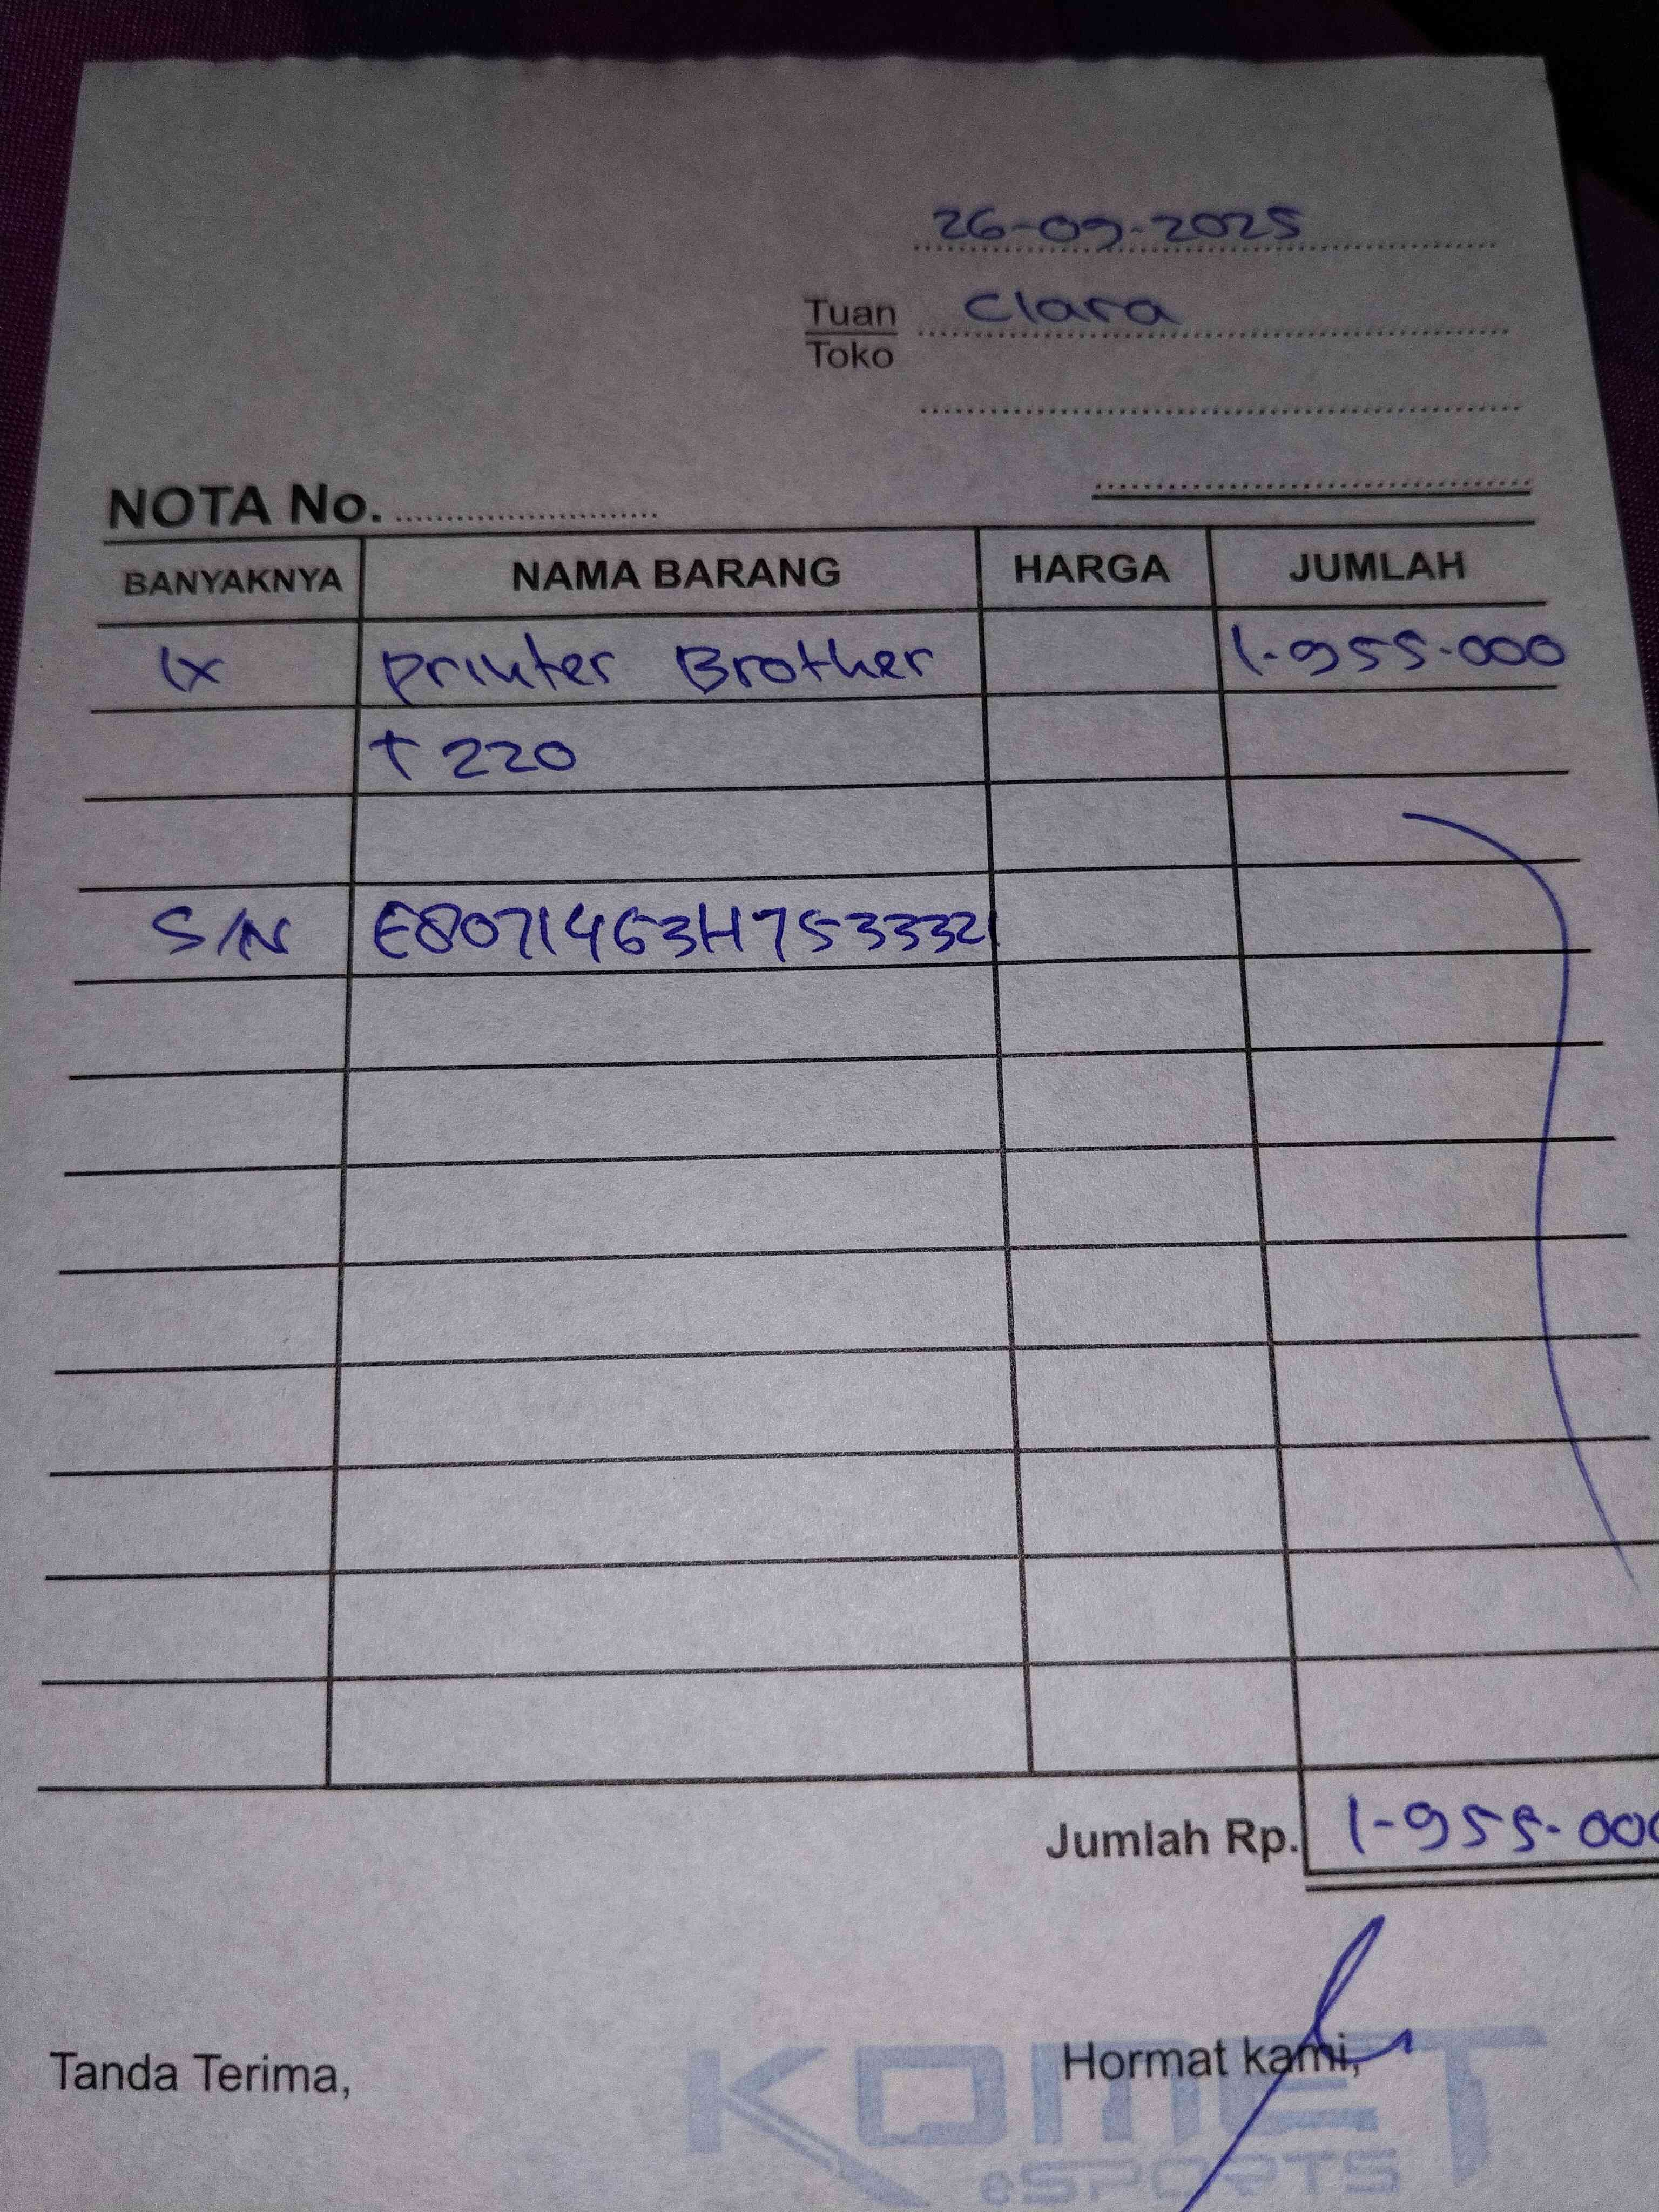 26-09-2025
Tuan Clara
Toko
NOTA No.
BANYAKNYA NAMA BARANG HARGA JUMLAH
1x printer Brother 1.955.000
T220
S/N E80714G3H753332
Jumlah Rp. 1-955.000
Tanda Terima, Hormat kami,
KOMET
eSPORTS